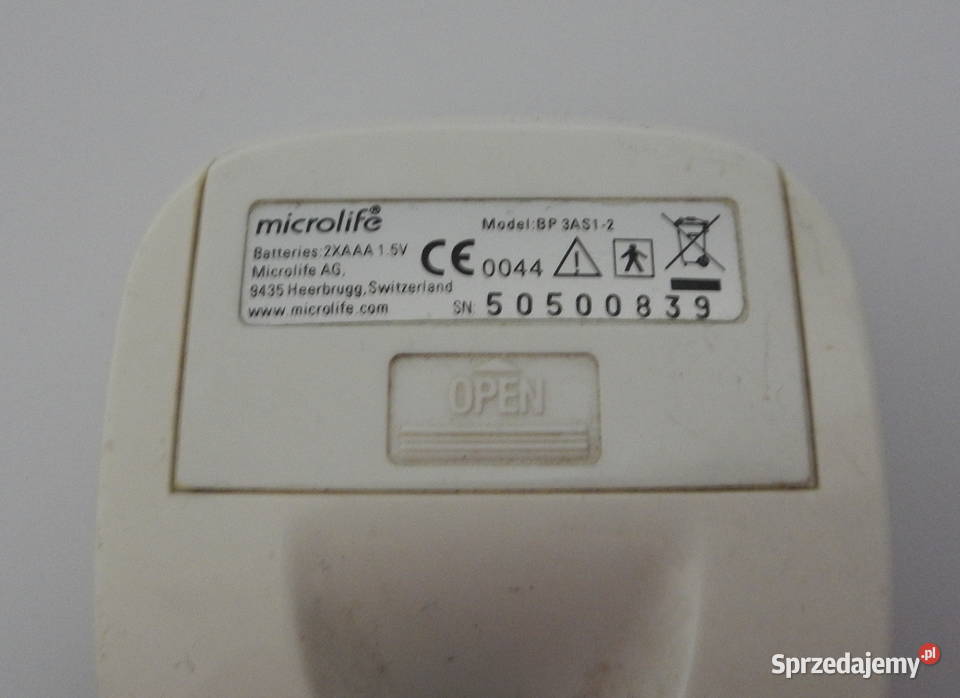 microlife®
Model:BP 3AS1-2
Batteries:2XAAA 1.5V
Microlife AG,
9435 Heerbrugg,Switzerland
www.microlife.com
CE 0044
SN: 50500839
OPEN
Sprzedajemy.pl